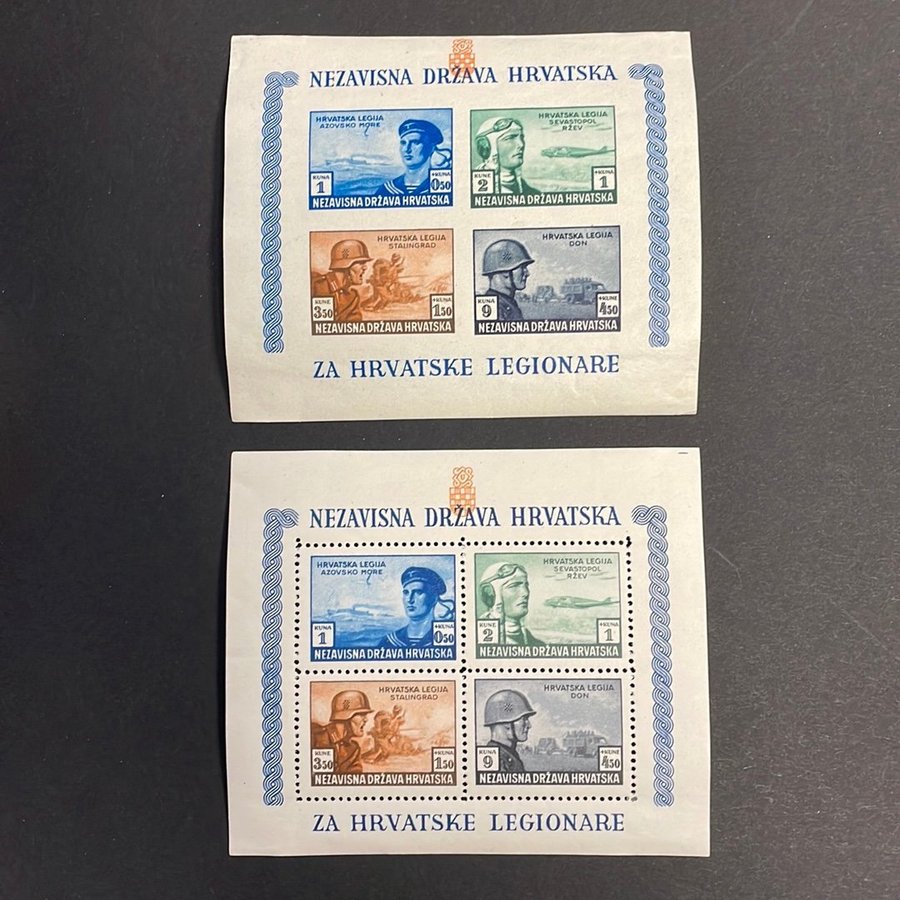 NEZAVISNA DRŽAVA HRVATSKA
HRVATSKA LEGIJA
AZOVSKO MORE
KUNA
1
+KUNA
0.50
NEZAVISNA DRŽAVA HRVATSKA
HRVATSKA LEGIJA
SEVASTOPOL
RŽEV
KUNE
2
+KUNA
1
NEZAVISNA DRŽAVA HRVATSKA
HRVATSKA LEGIJA
STALINGRAD
KUNE
3.50
+KUNA
1.50
NEZAVISNA DRŽAVA HRVATSKA
HRVATSKA LEGIJA
DON
KUNA
9
+KUNE
4.50
NEZAVISNA DRŽAVA HRVATSKA
ZA HRVATSKE LEGIONARE
NEZAVISNA DRŽAVA HRVATSKA
HRVATSKA LEGIJA
AZOVSKO MORE
KUNA
1
+KUNA
0.50
NEZAVISNA DRŽAVA HRVATSKA
HRVATSKA LEGIJA
SEVASTOPOL
RŽEV
KUNE
2
+KUNA
1
NEZAVISNA DRŽAVA HRVATSKA
HRVATSKA LEGIJA
STALINGRAD
KUNE
3.50
+KUNA
1.50
NEZAVISNA DRŽAVA HRVATSKA
HRVATSKA LEGIJA
DON
KUNA
9
+KUNE
4.50
NEZAVISNA DRŽAVA HRVATSKA
ZA HRVATSKE LEGIONARE